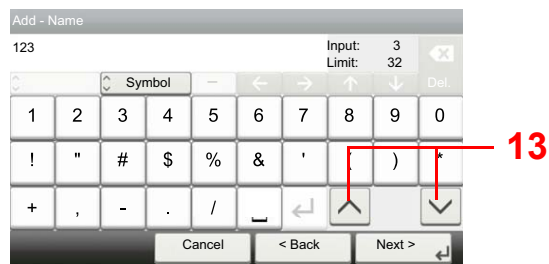 Add - Name
123
Input: 3
Limit: 32
Symbol
Del.
1 2 3 4 5 6 7 8 9 0
! " # $ % & ' ( ) *
+ , - . /
13
Cancel < Back Next >